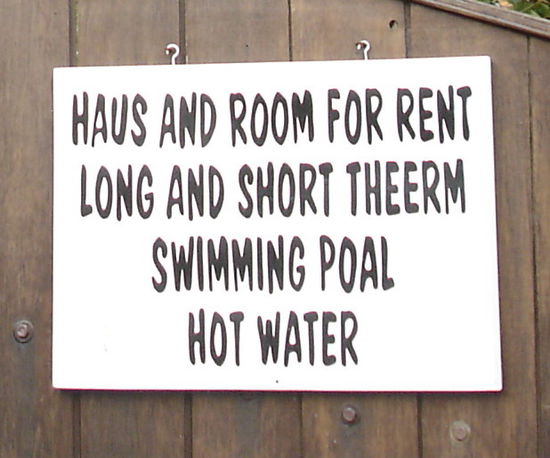 HAUS AND ROOM FOR RENT
LONG AND SHORT THEERM
SWIMMING POAL
HOT WATER